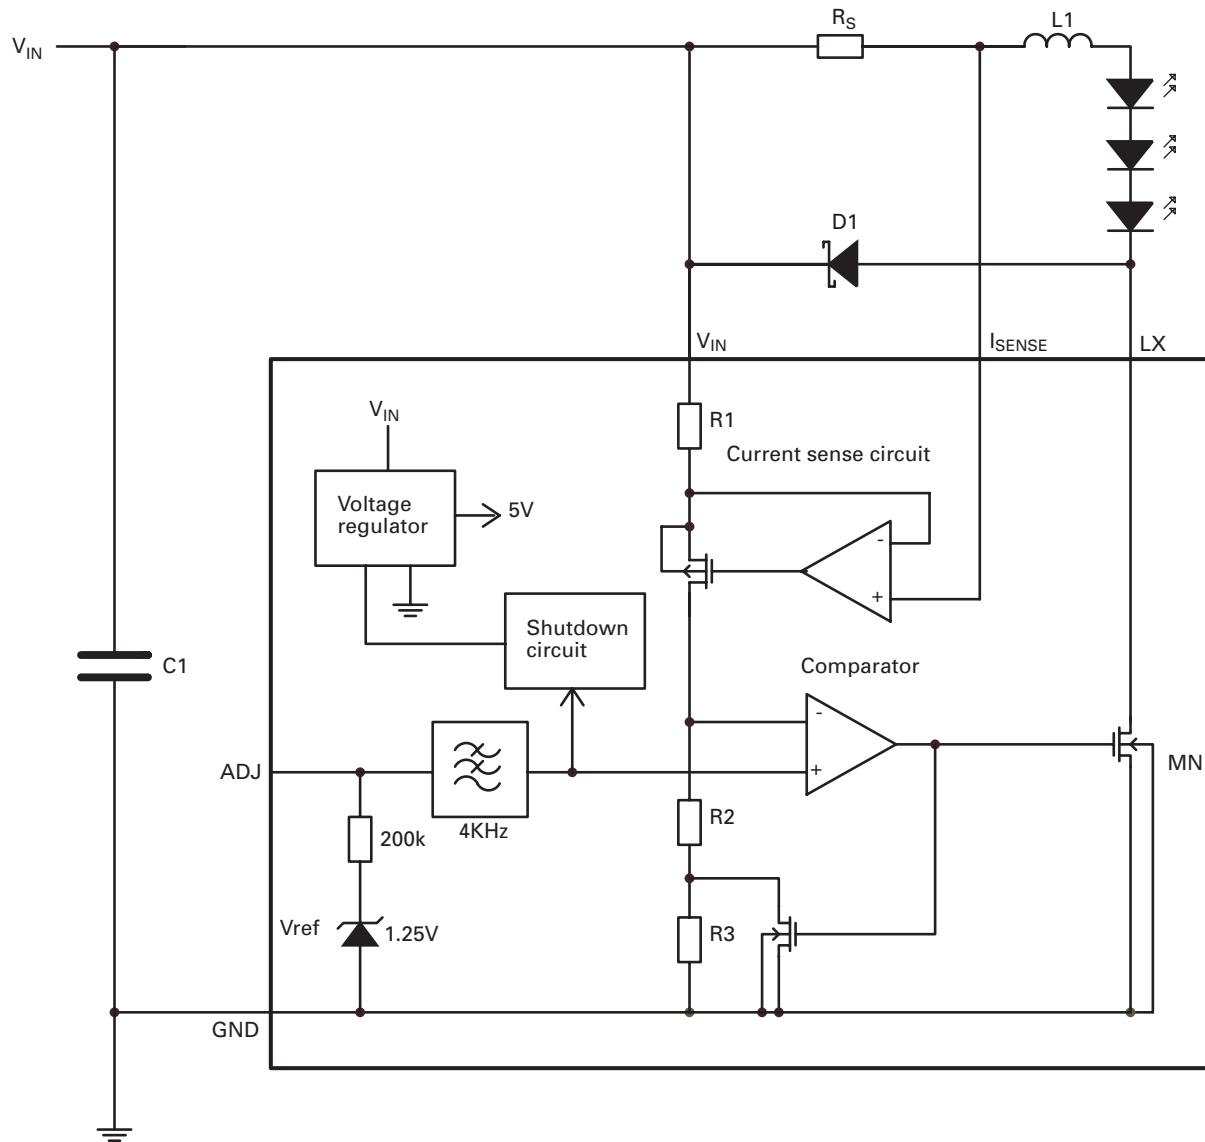 R_S
L1
V_IN
D1
V_IN
I_SENSE
LX
V_IN
R1
Current sense circuit
Voltage
regulator
5V
-
+
Shutdown
circuit
C1
Comparator
-
ADJ
+
MN
4KHz
R2
200k
Vref
1.25V
R3
GND